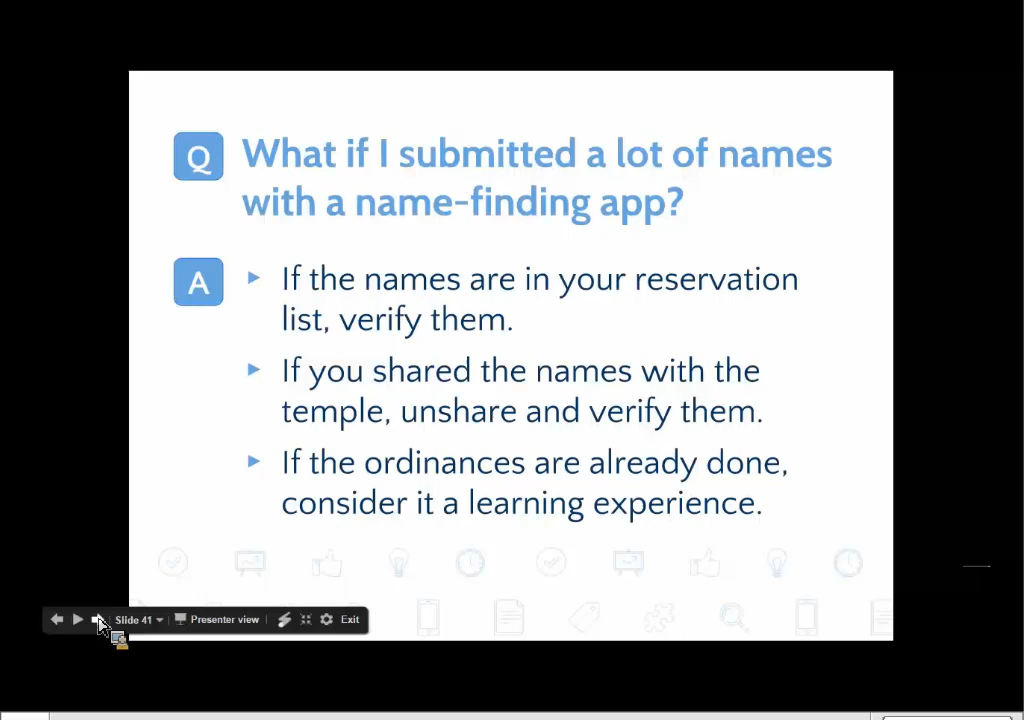 Q What if I submitted a lot of names
with a name-finding app?
A ▸ If the names are in your reservation
list, verify them.
▸ If you shared the names with the
temple, unshare and verify them.
▸ If the ordinances are already done,
consider it a learning experience.
Slide 41 Presenter view Exit